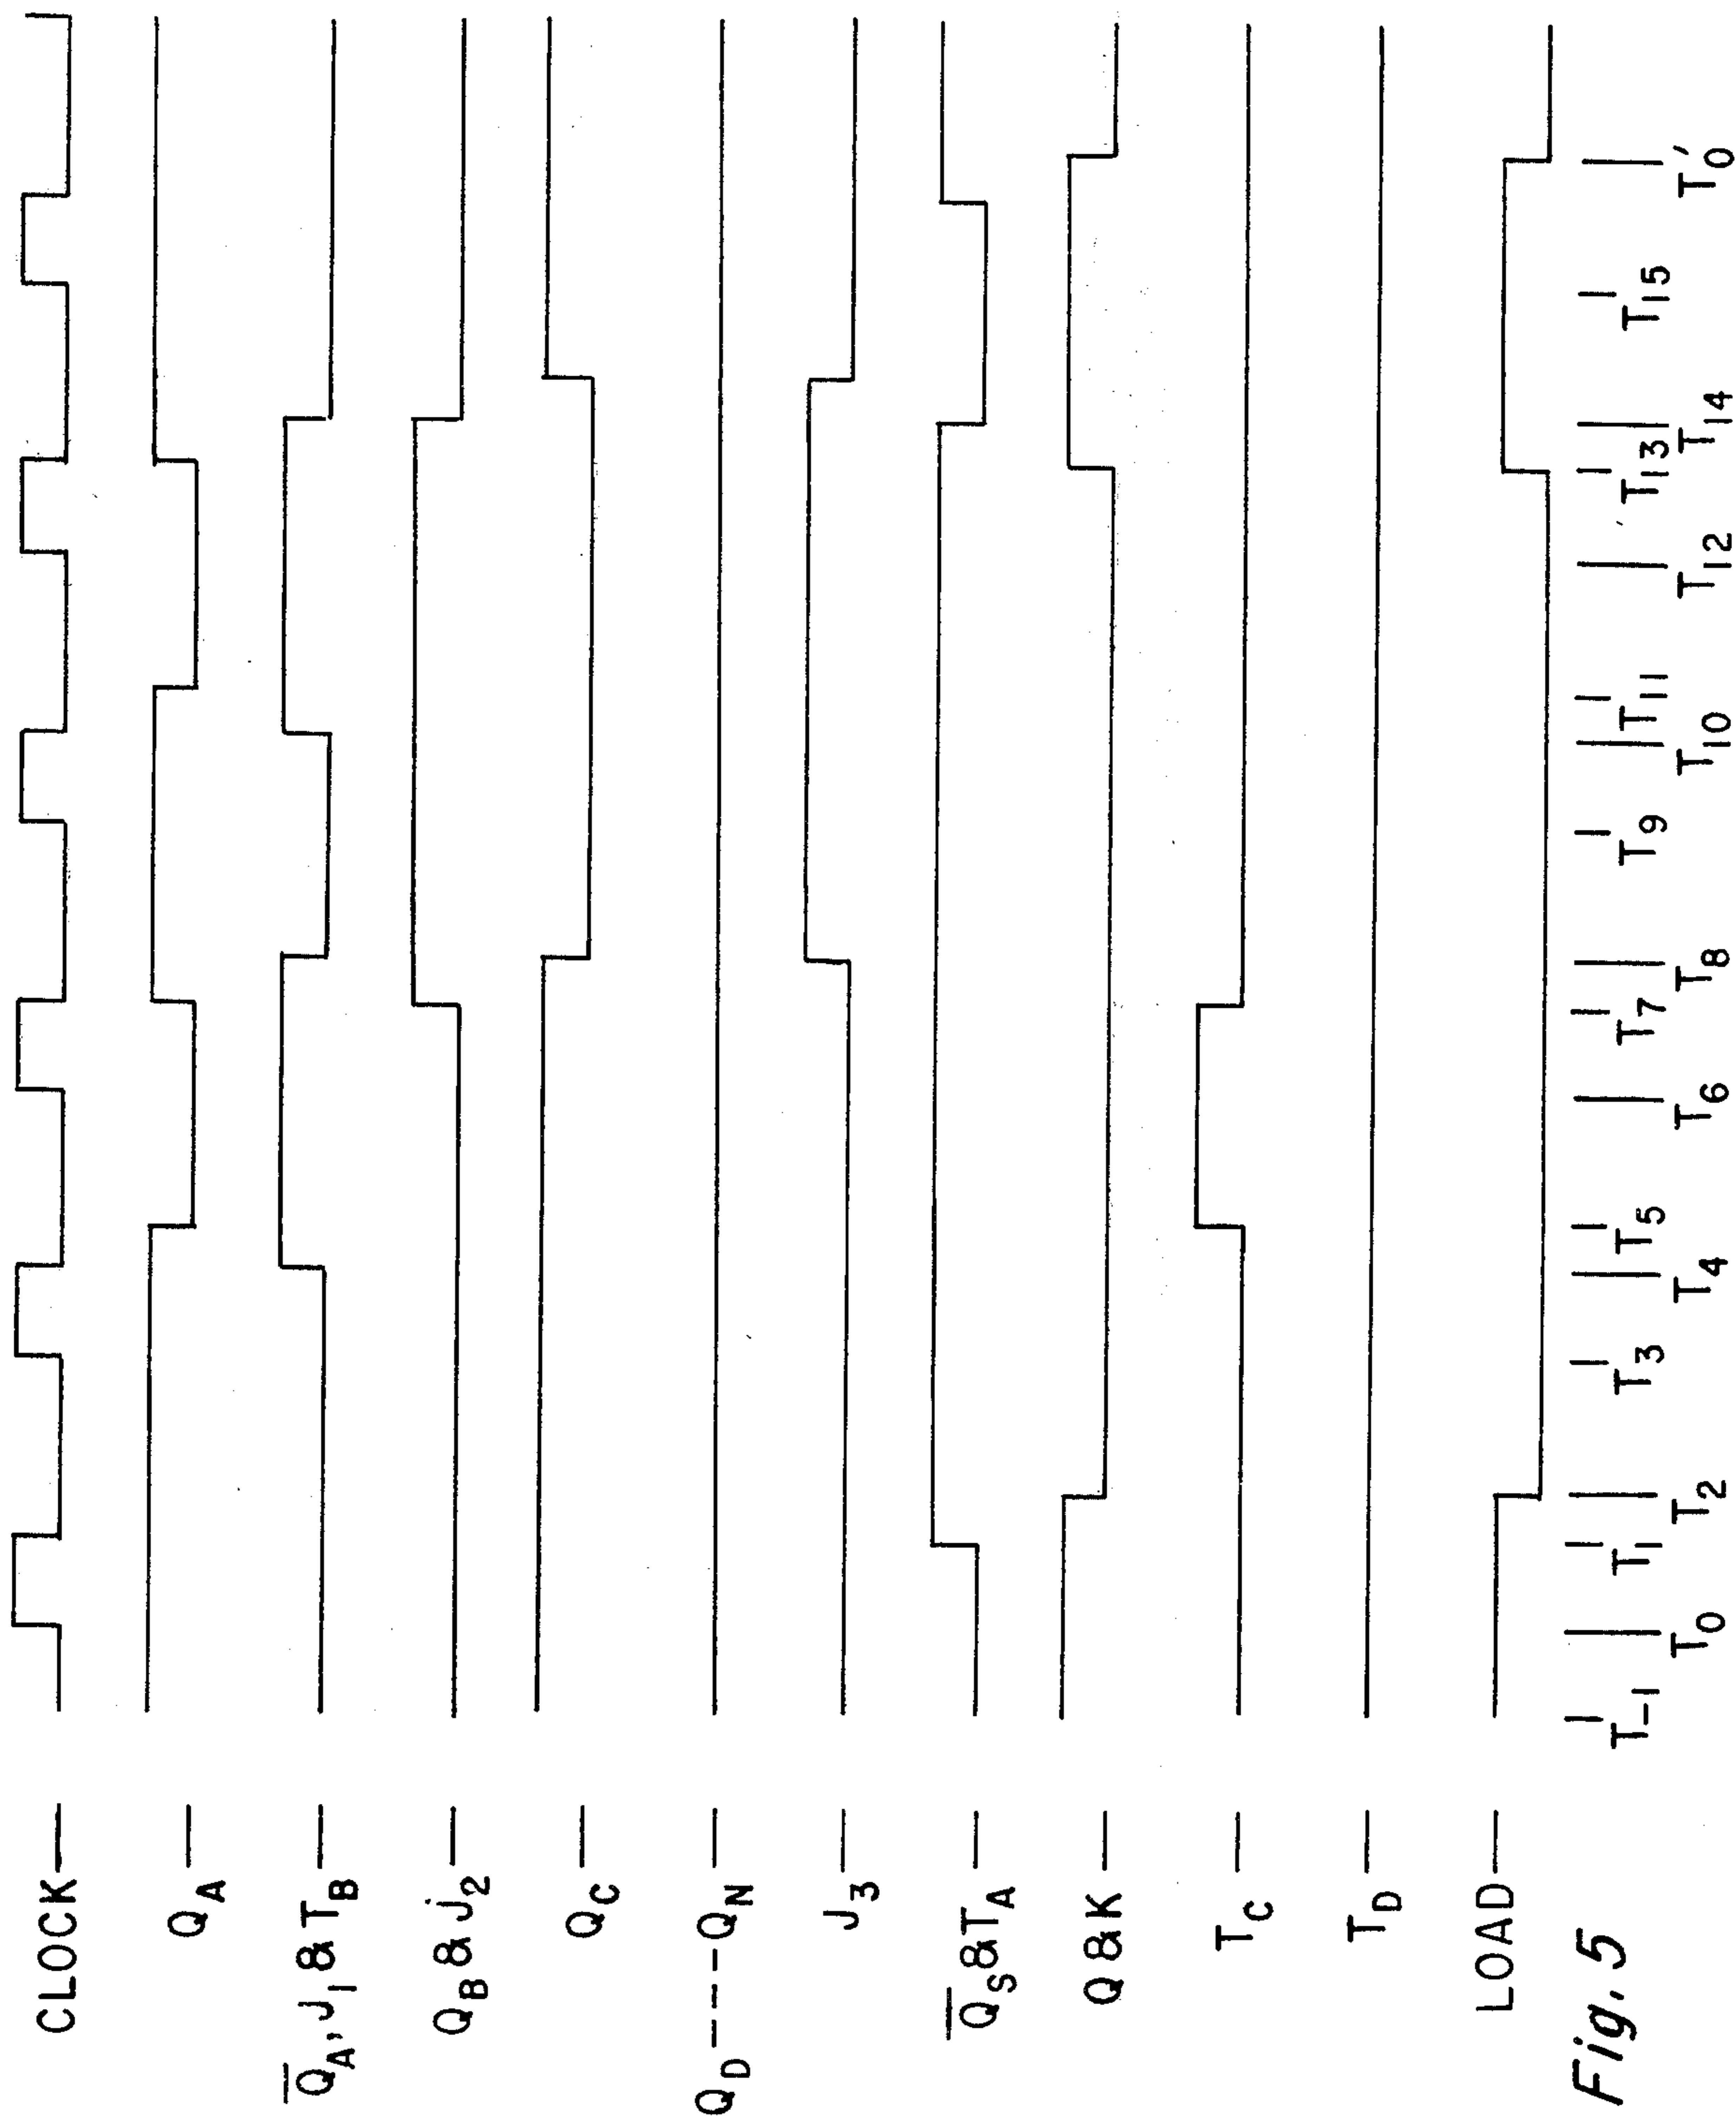 CLOCK
Q_A
Q̅_A, J_1 & T_B
Q_B & J_2
Q_C
Q_D ---- Q_N
J_3
Q̅_S & T_A
Q & K
T_C
T_D
LOAD
T_-1 T_0 T_1 T_2 T_3 T_4 T_5 T_6 T_7 T_8 T_9 T_10 T_11 T_12 T_13 T_14 T_15 T_0'
Fig. 5